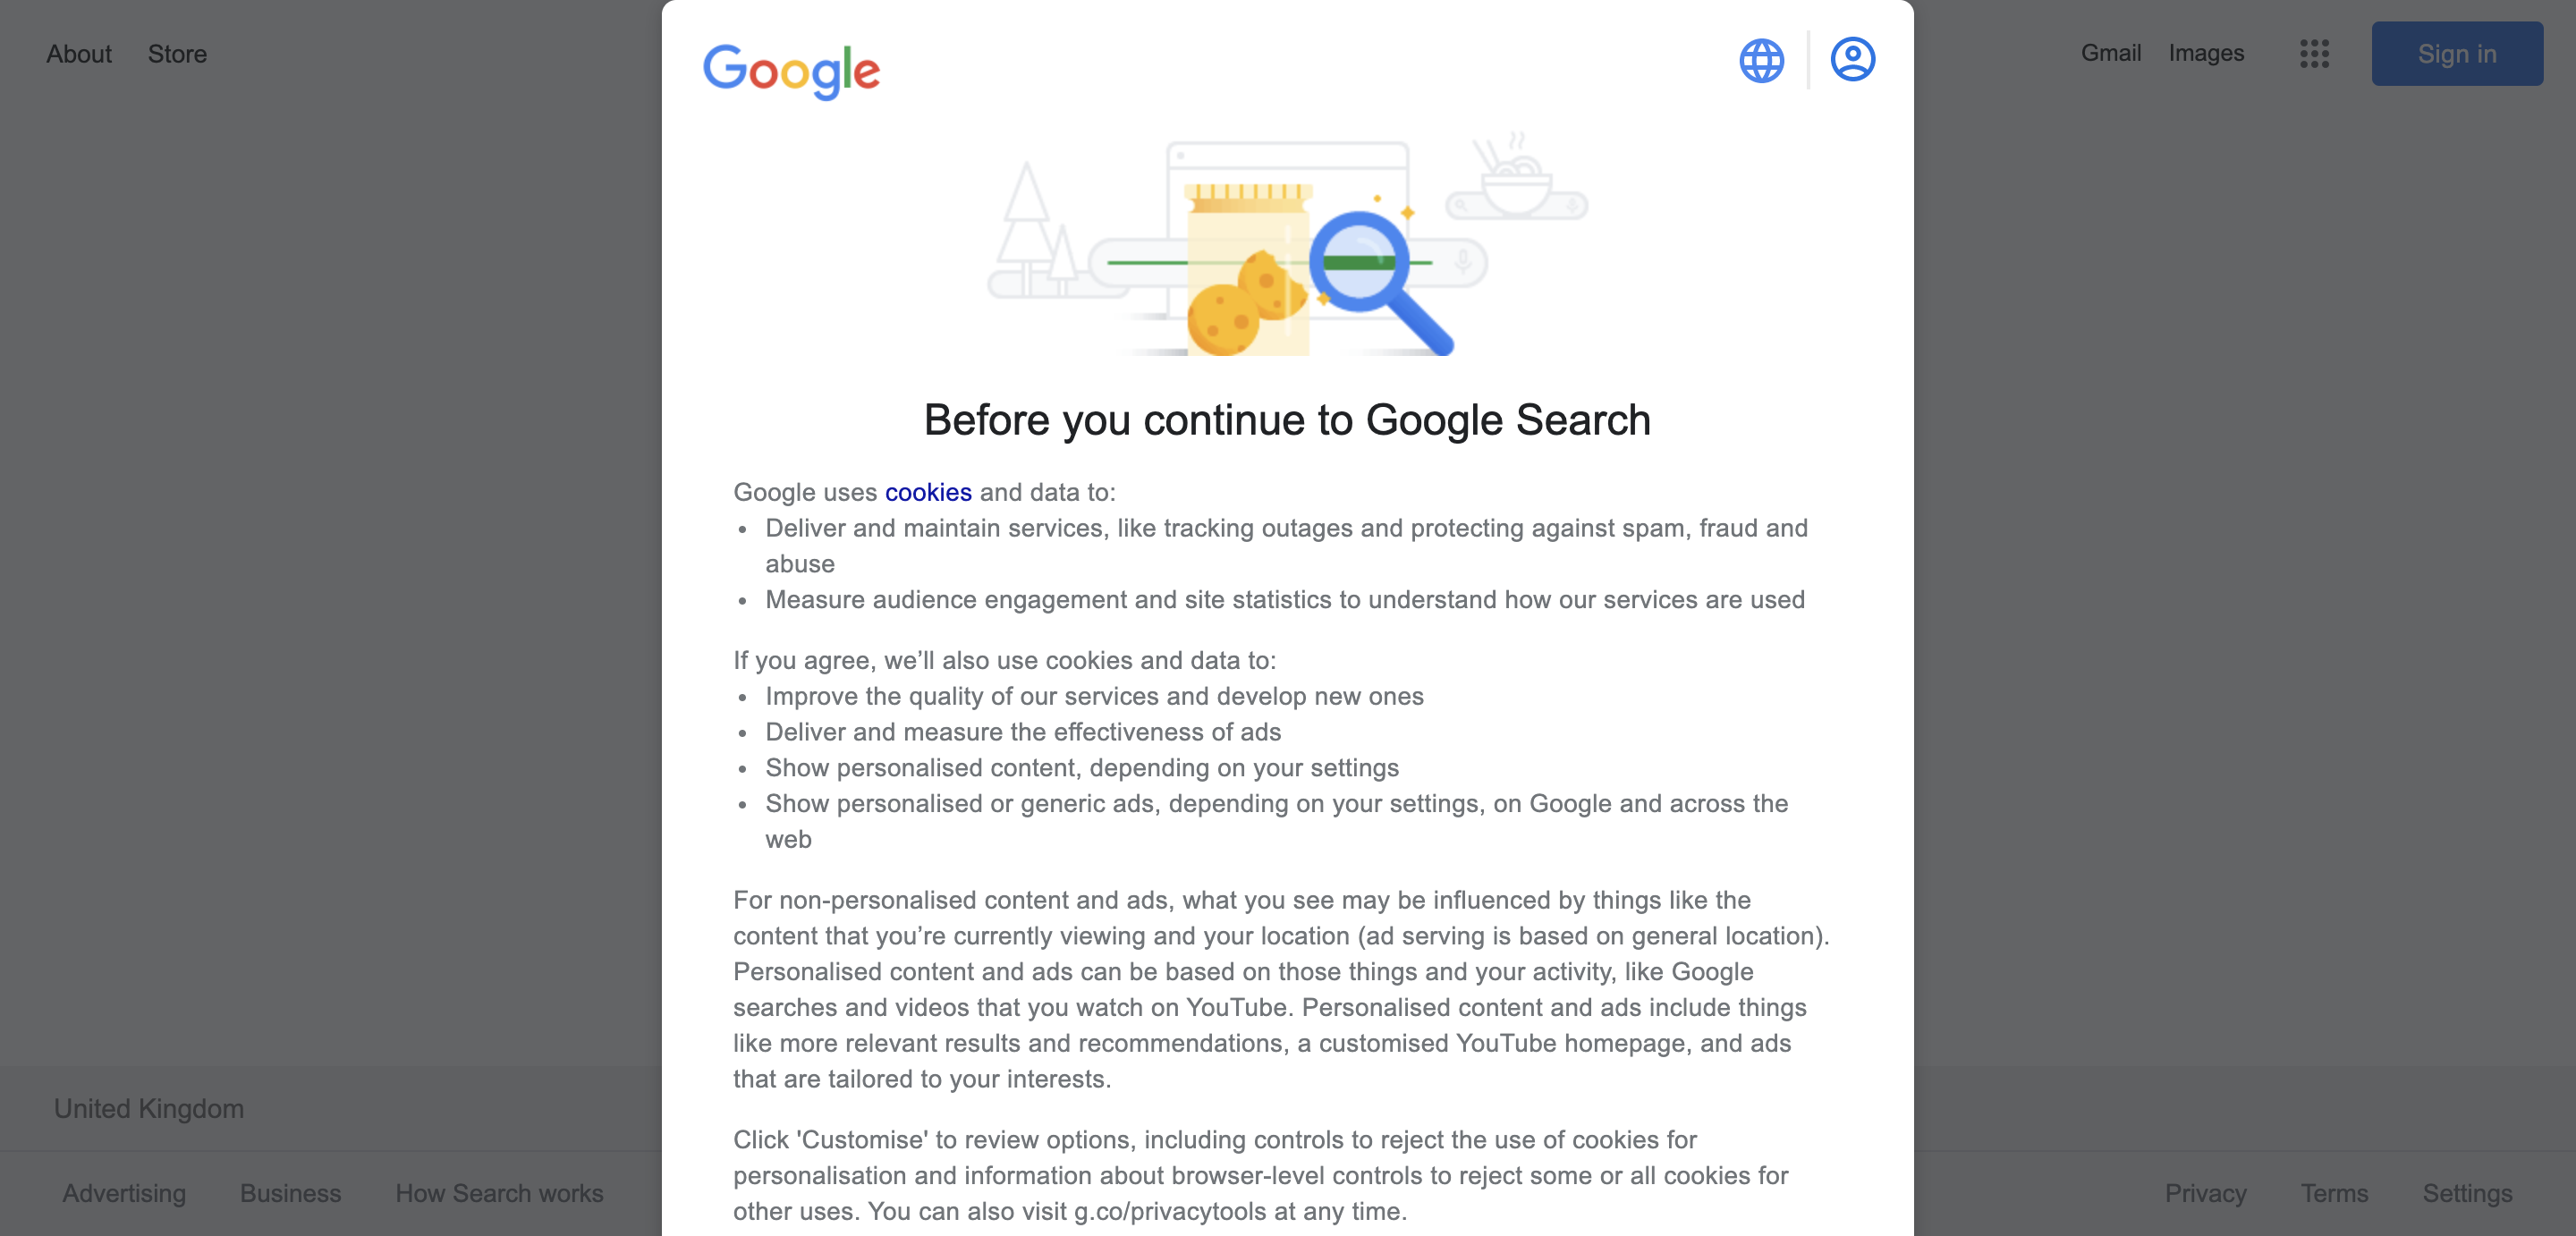 About Store
Gmail Images
Sign in
Google
Before you continue to Google Search
Google uses cookies and data to:
• Deliver and maintain services, like tracking outages and protecting against spam, fraud and
abuse
• Measure audience engagement and site statistics to understand how our services are used
If you agree, we’ll also use cookies and data to:
• Improve the quality of our services and develop new ones
• Deliver and measure the effectiveness of ads
• Show personalised content, depending on your settings
• Show personalised or generic ads, depending on your settings, on Google and across the
web
For non-personalised content and ads, what you see may be influenced by things like the
content that you’re currently viewing and your location (ad serving is based on general location).
Personalised content and ads can be based on those things and your activity, like Google
searches and videos that you watch on YouTube. Personalised content and ads include things
like more relevant results and recommendations, a customised YouTube homepage, and ads
that are tailored to your interests.
Click 'Customise' to review options, including controls to reject the use of cookies for
personalisation and information about browser-level controls to reject some or all cookies for
other uses. You can also visit g.co/privacytools at any time.
United Kingdom
Advertising Business How Search works
Privacy Terms Settings